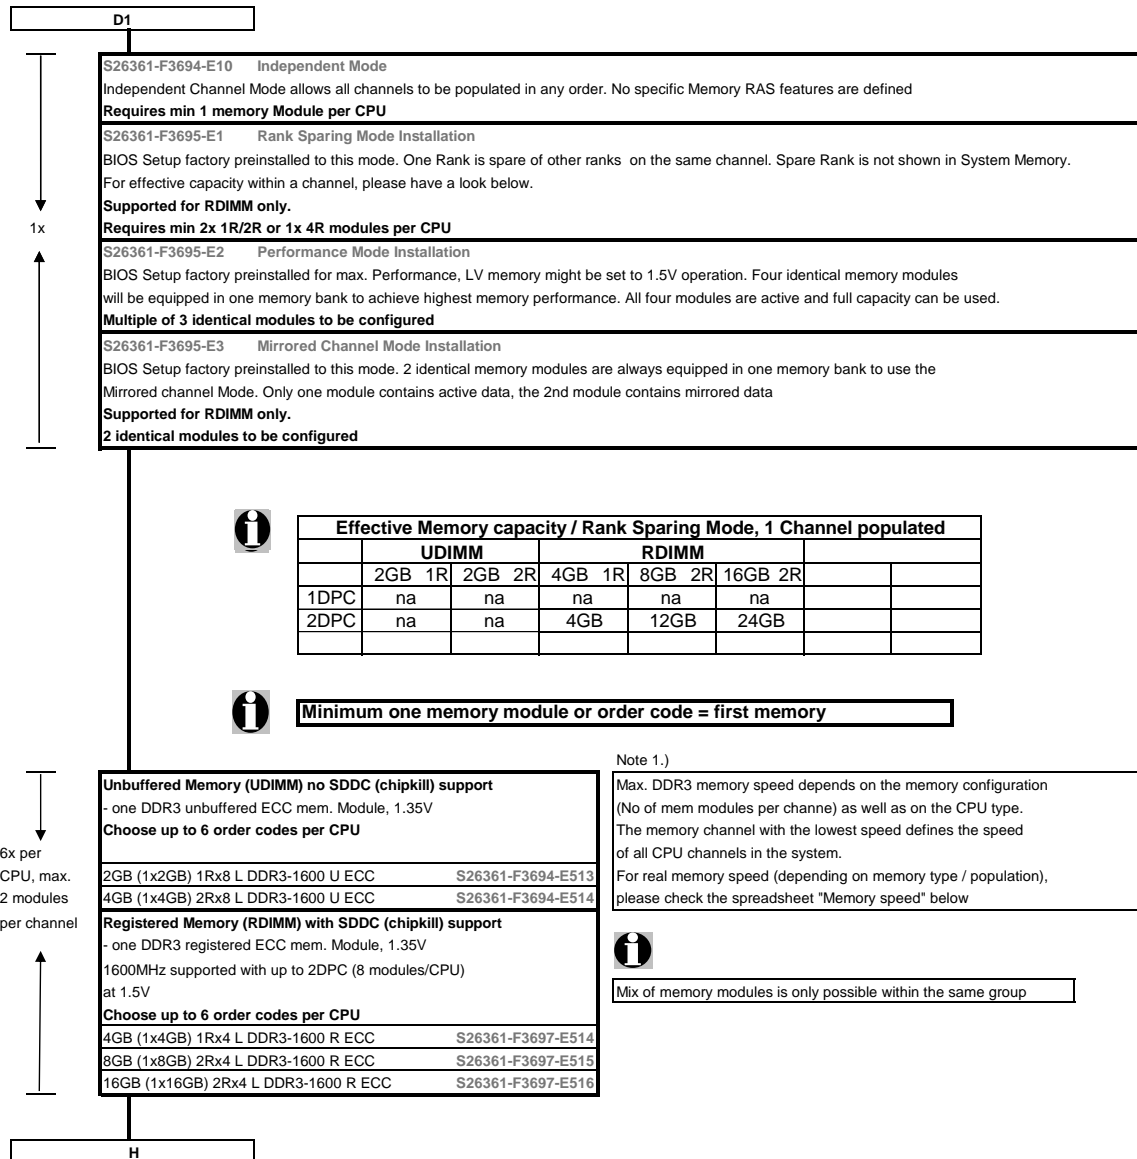 D1
S26361-F3694-E10 Independent Mode
Independent Channel Mode allows all channels to be populated in any order. No specific Memory RAS features are defined
Requires min 1 memory Module per CPU
S26361-F3695-E1 Rank Sparing Mode Installation
BIOS Setup factory preinstalled to this mode. One Rank is spare of other ranks on the same channel. Spare Rank is not shown in System Memory.
For effective capacity within a channel, please have a look below.
Supported for RDIMM only.
1x
Requires min 2x 1R/2R or 1x 4R modules per CPU
S26361-F3695-E2 Performance Mode Installation
BIOS Setup factory preinstalled for max. Performance, LV memory might be set to 1.5V operation. Four identical memory modules
will be equipped in one memory bank to achieve highest memory performance. All four modules are active and full capacity can be used.
Multiple of 3 identical modules to be configured
S26361-F3695-E3 Mirrored Channel Mode Installation
BIOS Setup factory preinstalled to this mode. 2 identical memory modules are always equipped in one memory bank to use the
Mirrored channel Mode. Only one module contains active data, the 2nd module contains mirrored data
Supported for RDIMM only.
2 identical modules to be configured
Effective Memory capacity / Rank Sparing Mode, 1 Channel populated
UDIMM RDIMM
2GB 1R 2GB 2R 4GB 1R 8GB 2R 16GB 2R
1DPC na na na na na
2DPC na na 4GB 12GB 24GB
Minimum one memory module or order code = first memory
6x per
CPU, max.
2 modules
per channel
Unbuffered Memory (UDIMM) no SDDC (chipkill) support
- one DDR3 unbuffered ECC mem. Module, 1.35V
Choose up to 6 order codes per CPU
2GB (1x2GB) 1Rx8 L DDR3-1600 U ECC S26361-F3694-E513
4GB (1x4GB) 2Rx8 L DDR3-1600 U ECC S26361-F3694-E514
Registered Memory (RDIMM) with SDDC (chipkill) support
- one DDR3 registered ECC mem. Module, 1.35V
1600MHz supported with up to 2DPC (8 modules/CPU)
at 1.5V
Choose up to 6 order codes per CPU
4GB (1x4GB) 1Rx4 L DDR3-1600 R ECC S26361-F3697-E514
8GB (1x8GB) 2Rx4 L DDR3-1600 R ECC S26361-F3697-E515
16GB (1x16GB) 2Rx4 L DDR3-1600 R ECC S26361-F3697-E516
Note 1.)
Max. DDR3 memory speed depends on the memory configuration
(No of mem modules per channe) as well as on the CPU type.
The memory channel with the lowest speed defines the speed
of all CPU channels in the system.
For real memory speed (depending on memory type / population),
please check the spreadsheet "Memory speed" below
Mix of memory modules is only possible within the same group
H